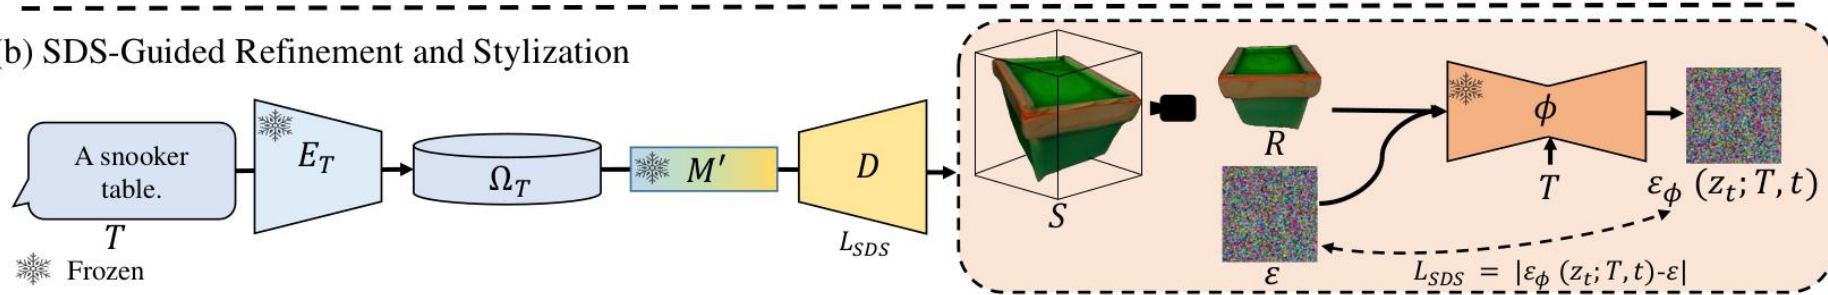 b) SDS-Guided Refinement and Stylization
A snooker
table.
T
Frozen
E_T
Ω_T
M′
D
L_SDS
S
R
ε
ϕ
T
ε_ϕ (z_t; T, t)
L_SDS = |ε_ϕ (z_t; T, t)-ε|